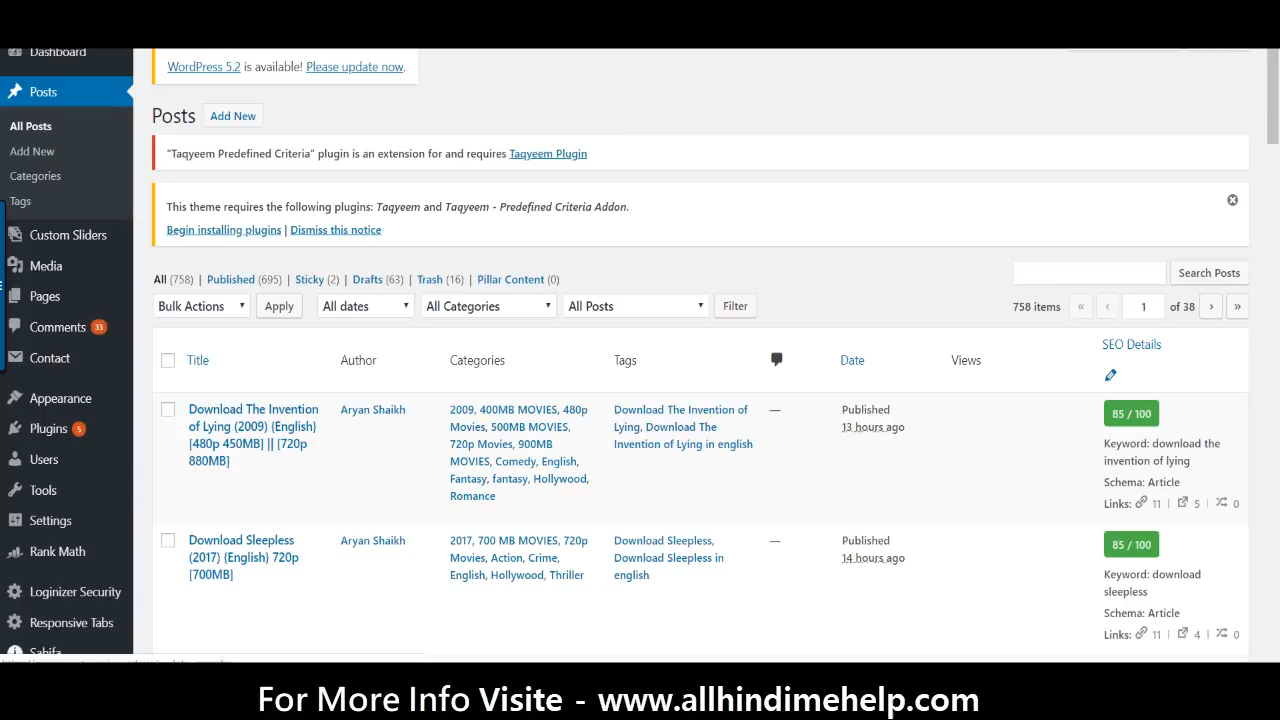 Dashboard
WordPress 5.2 is available! Please update now.
Posts
Posts Add New
All Posts
"Taqyeem Predefined Criteria" plugin is an extension for and requires Taqyeem Plugin
Add New
Categories
Tags
This theme requires the following plugins: Taqyeem and Taqyeem - Predefined Criteria Addon.
Begin installing plugins | Dismiss this notice
Custom Sliders
Media
Pages
Comments 33
Contact
Appearance
Plugins 5
Users
Tools
Settings
Rank Math
Loginizer Security
Responsive Tabs
Sahifa
All (758) | Published (695) | Sticky (2) | Drafts (63) | Trash (16) | Pillar Content (0)
Search Posts
Bulk Actions Apply All dates All Categories All Posts Filter 758 items « ‹ 1 of 38 › »
Title Author Categories Tags Date Views SEO Details
Download The Invention
of Lying (2009) {English}
[480p 450MB] || [720p
880MB]
Aryan Shaikh
2009, 400MB MOVIES, 480p
Movies, 500MB MOVIES,
720p Movies, 900MB
MOVIES, Comedy, English,
Fantasy, fantasy, Hollywood,
Romance
Download The Invention of
Lying, Download The
Invention of Lying in english
—
Published
13 hours ago
85 / 100
Keyword: download the
invention of lying
Schema: Article
Links: 11 | 5 | 0
Download Sleepless
(2017) {English} 720p
[700MB]
Aryan Shaikh
2017, 700 MB MOVIES, 720p
Movies, Action, Crime,
English, Hollywood, Thriller
Download Sleepless,
Download Sleepless in
english
—
Published
14 hours ago
85 / 100
Keyword: download
sleepless
Schema: Article
Links: 11 | 4 | 0
For More Info Visite - www.allhindimehelp.com